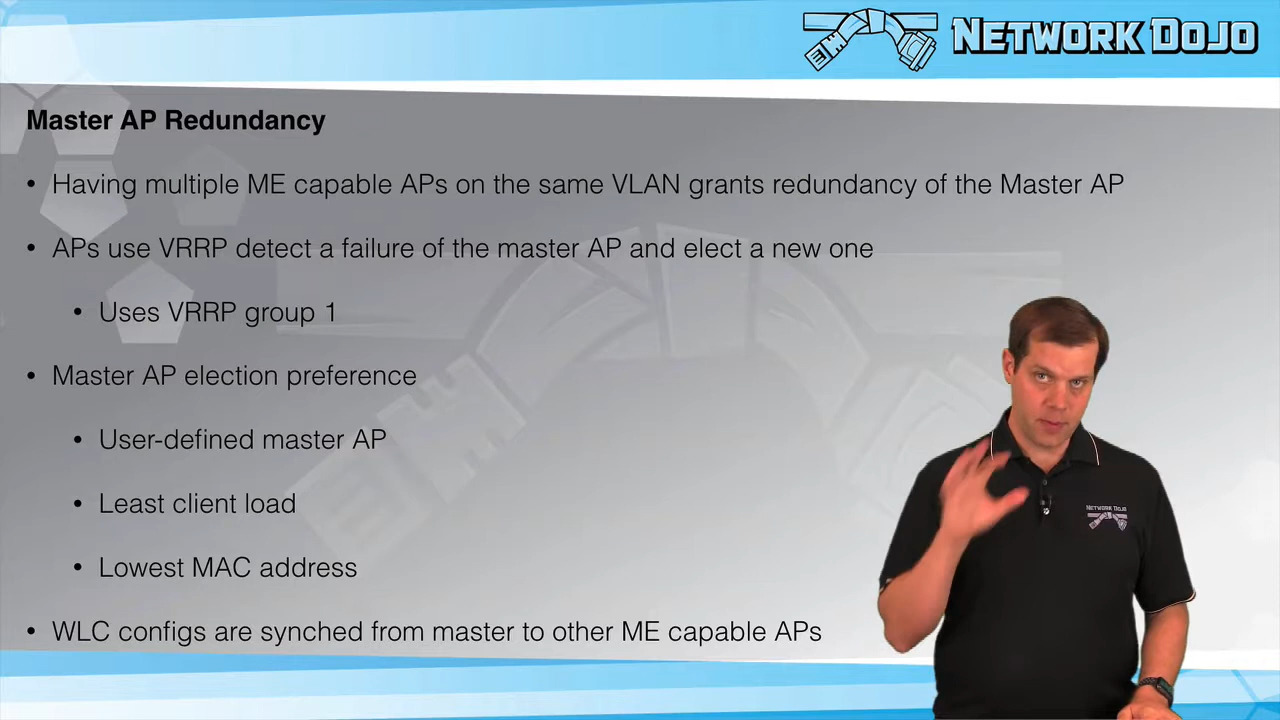 NETWORK DOJO
Master AP Redundancy
• Having multiple ME capable APs on the same VLAN grants redundancy of the Master AP
• APs use VRRP detect a failure of the master AP and elect a new one
• Uses VRRP group 1
• Master AP election preference
• User-defined master AP
• Least client load
• Lowest MAC address
• WLC configs are synched from master to other ME capable APs
NETWORK DOJO